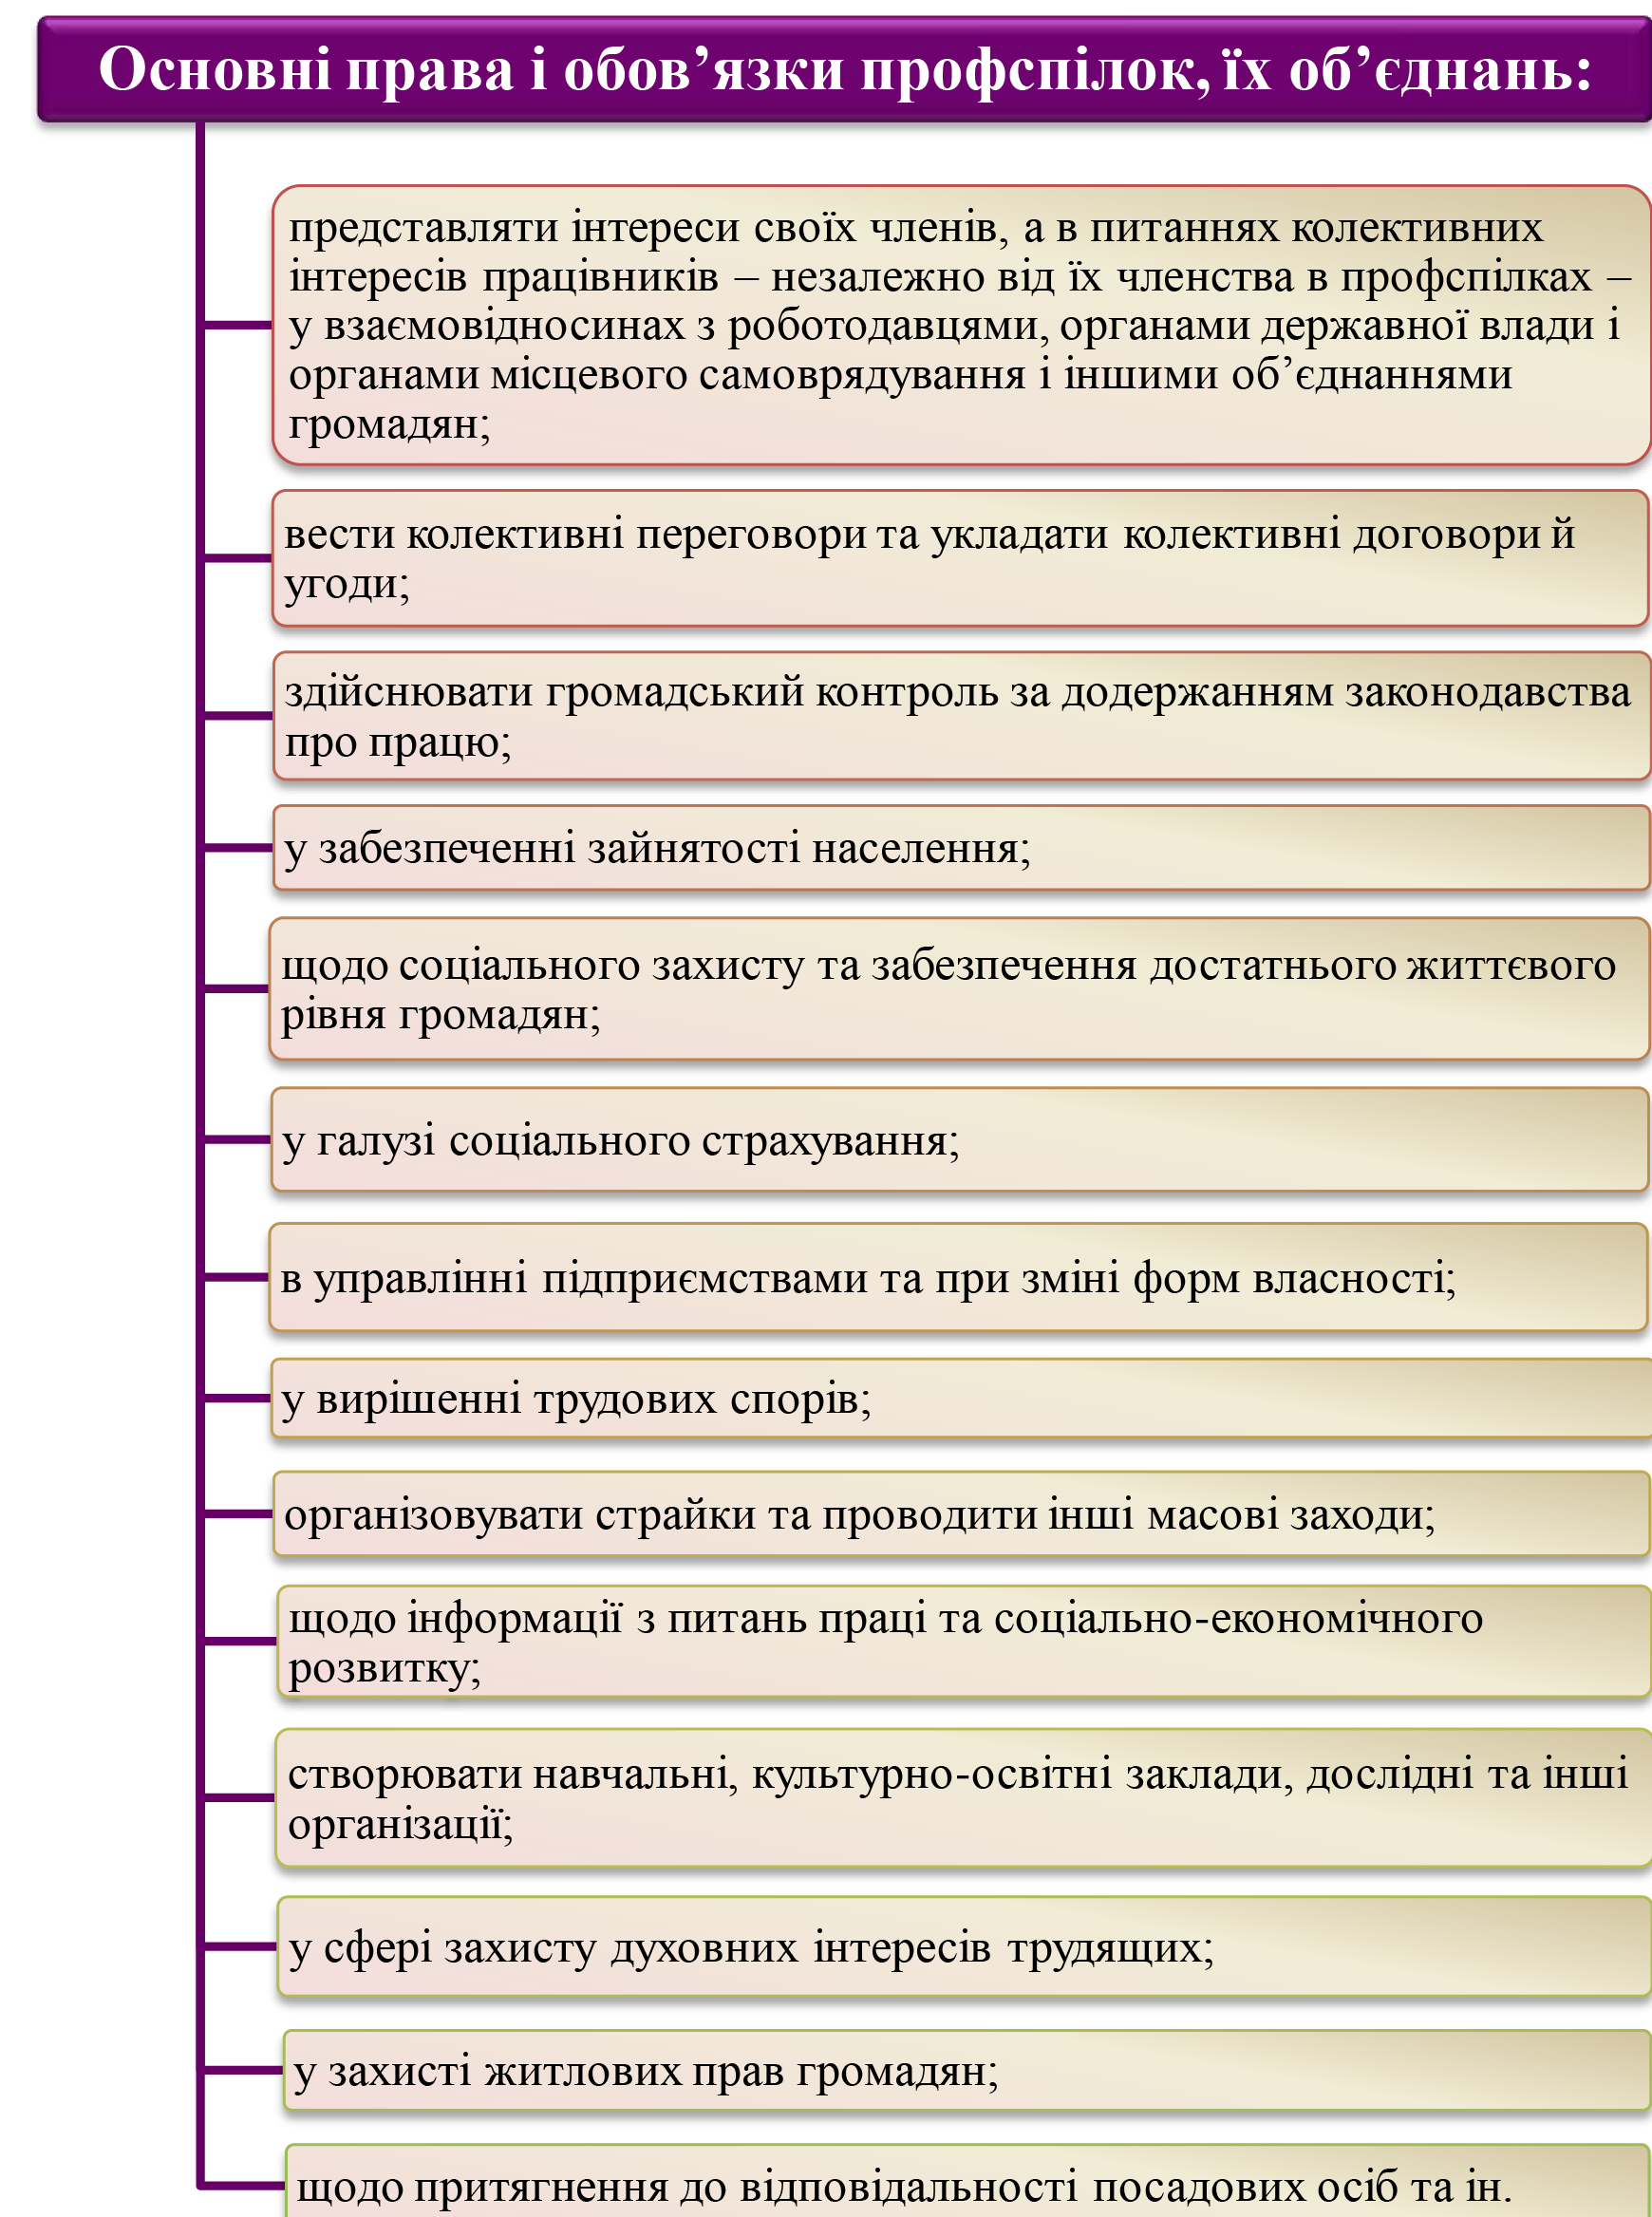 Основні права і обов’язки профспілок, їх об’єднань:
представляти інтереси своїх членів, а в питаннях колективних
інтересів працівників – незалежно від їх членства в профспілках –
у взаємовідносинах з роботодавцями, органами державної влади і
органами місцевого самоврядування і іншими об’єднаннями
громадян;
вести колективні переговори та укладати колективні договори й
угоди;
здійснювати громадський контроль за додержанням законодавства
про працю;
у забезпеченні зайнятості населення;
щодо соціального захисту та забезпечення достатнього життєвого
рівня громадян;
у галузі соціального страхування;
в управлінні підприємствами та при зміні форм власності;
у вирішенні трудових спорів;
організовувати страйки та проводити інші масові заходи;
щодо інформації з питань праці та соціально-економічного
розвитку;
створювати навчальні, культурно-освітні заклади, дослідні та інші
організації;
у сфері захисту духовних інтересів трудящих;
у захисті житлових прав громадян;
щодо притягнення до відповідальності посадових осіб та ін.